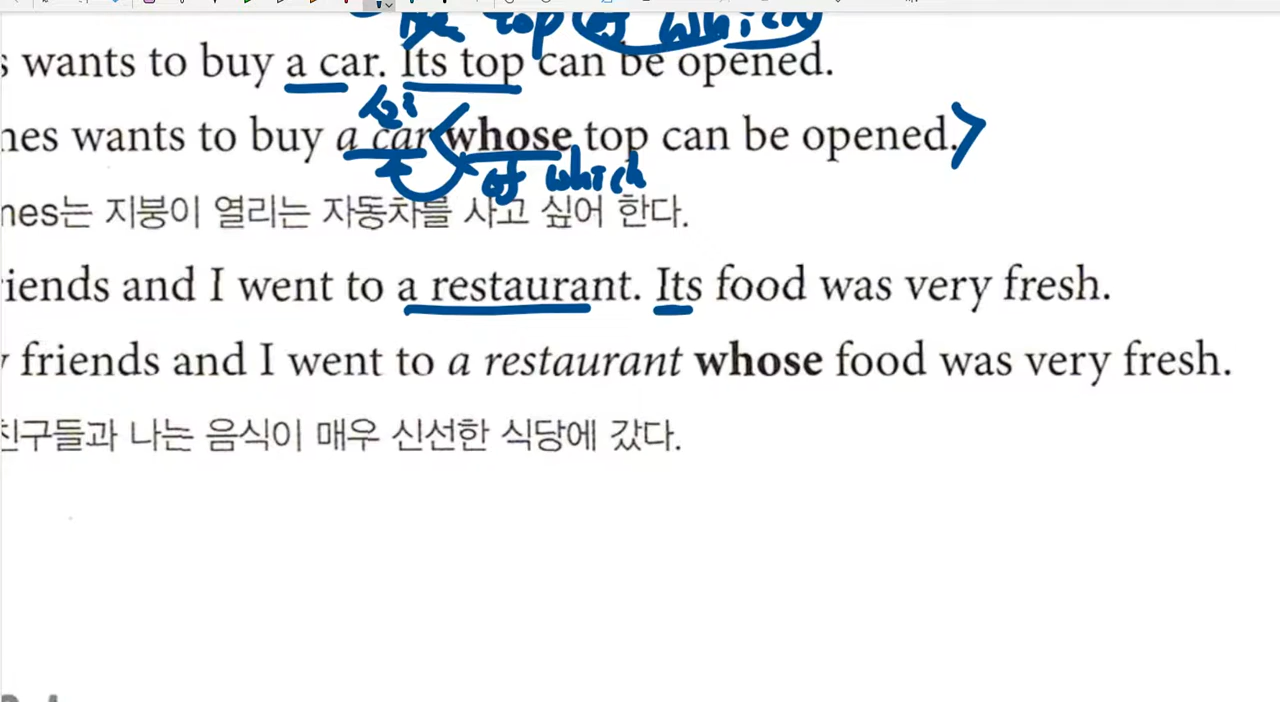 the top of which
s wants to buy a car. Its top can be opened.
nes wants to buy a car whose top can be opened.
of which
nes는 지붕이 열리는 자동차를 사고 싶어 한다.
iends and I went to a restaurant. Its food was very fresh.
friends and I went to a restaurant whose food was very fresh.
친구들과 나는 음식이 매우 신선한 식당에 갔다.